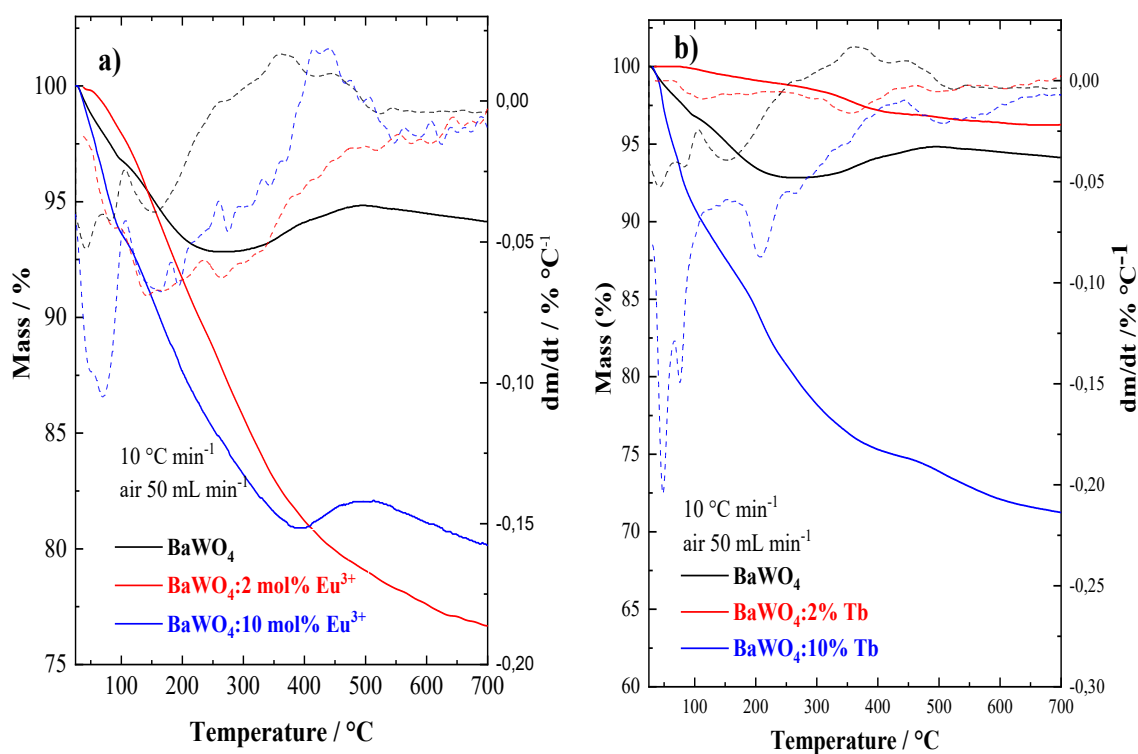 a)
100
95
90
85
80
75
Mass / %
0,00
-0,05
-0,10
-0,15
-0,20
dm/dt / % °C⁻¹
10 °C min⁻¹
air 50 mL min⁻¹
BaWO₄
BaWO₄:2 mol% Eu³⁺
BaWO₄:10 mol% Eu³⁺
100 200 300 400 500 600 700
Temperature / °C
b)
100
95
90
85
80
75
70
65
60
Mass (%)
0,00
-0,05
-0,10
-0,15
-0,20
-0,25
-0,30
dm/dt /% °C⁻¹
10 °C min⁻¹
air 50 mL min⁻¹
BaWO₄
BaWO₄:2% Tb
BaWO₄:10% Tb
100 200 300 400 500 600 700
Temperature / °C